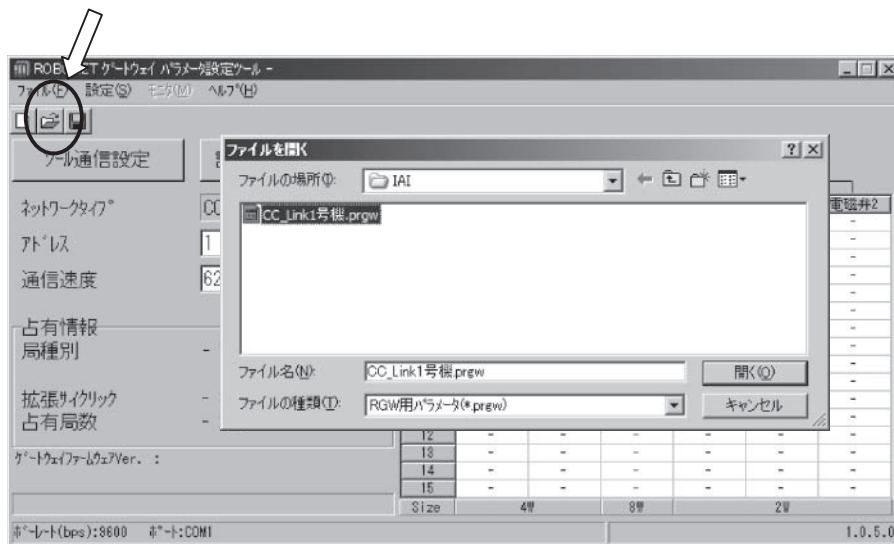 ゲートウェイ パラメータ設定ツール -
設定(S) モニタ(M) ヘルプ(H)
ツール通信設定
ネットワークタイプ
アドレス 1
通信速度 62
占有情報
局種別 -
拡張サイクリック -
占有局数 -
ゲートウェイファームウェアVer. :
ファイルを開く
ファイルの場所(I): IAI
CC_Link1号機.prgw
ファイル名(N): CC_Link1号機.prgw 開く(O)
ファイルの種類(T): RGW用パラメータ(*.prgw) キャンセル
電磁弁2
12 - - - - - -
13 - - - - - -
14 - - - - - -
15 - - - - - -
Size 4W 8W 2W
ボーレート(bps):9600 ポート:COM1 1.0.5.0